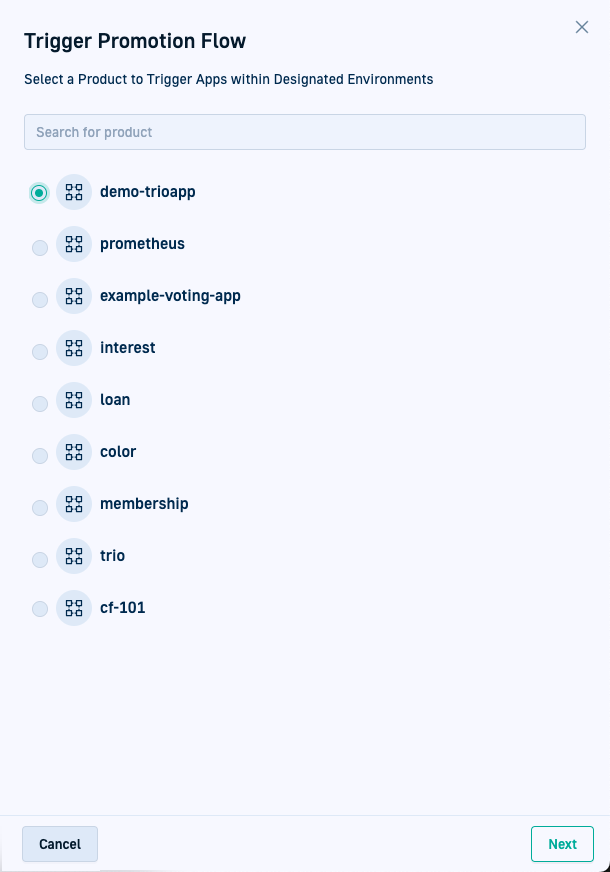 Trigger Promotion Flow
Select a Product to Trigger Apps within Designated Environments
Search for product
demo-trioapp
prometheus
example-voting-app
interest
loan
color
membership
trio
cf-101
Cancel
Next